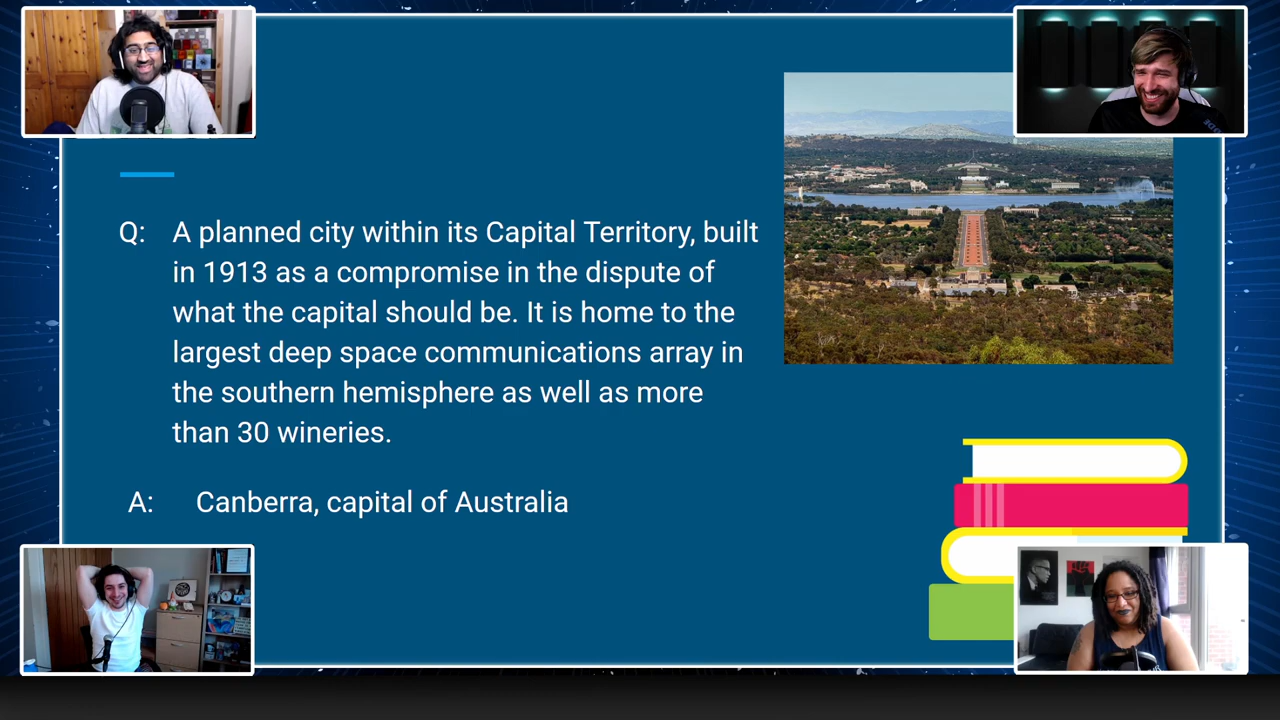 Q: A planned city within its Capital Territory, built
in 1913 as a compromise in the dispute of
what the capital should be. It is home to the
largest deep space communications array in
the southern hemisphere as well as more
than 30 wineries.
A: Canberra, capital of Australia